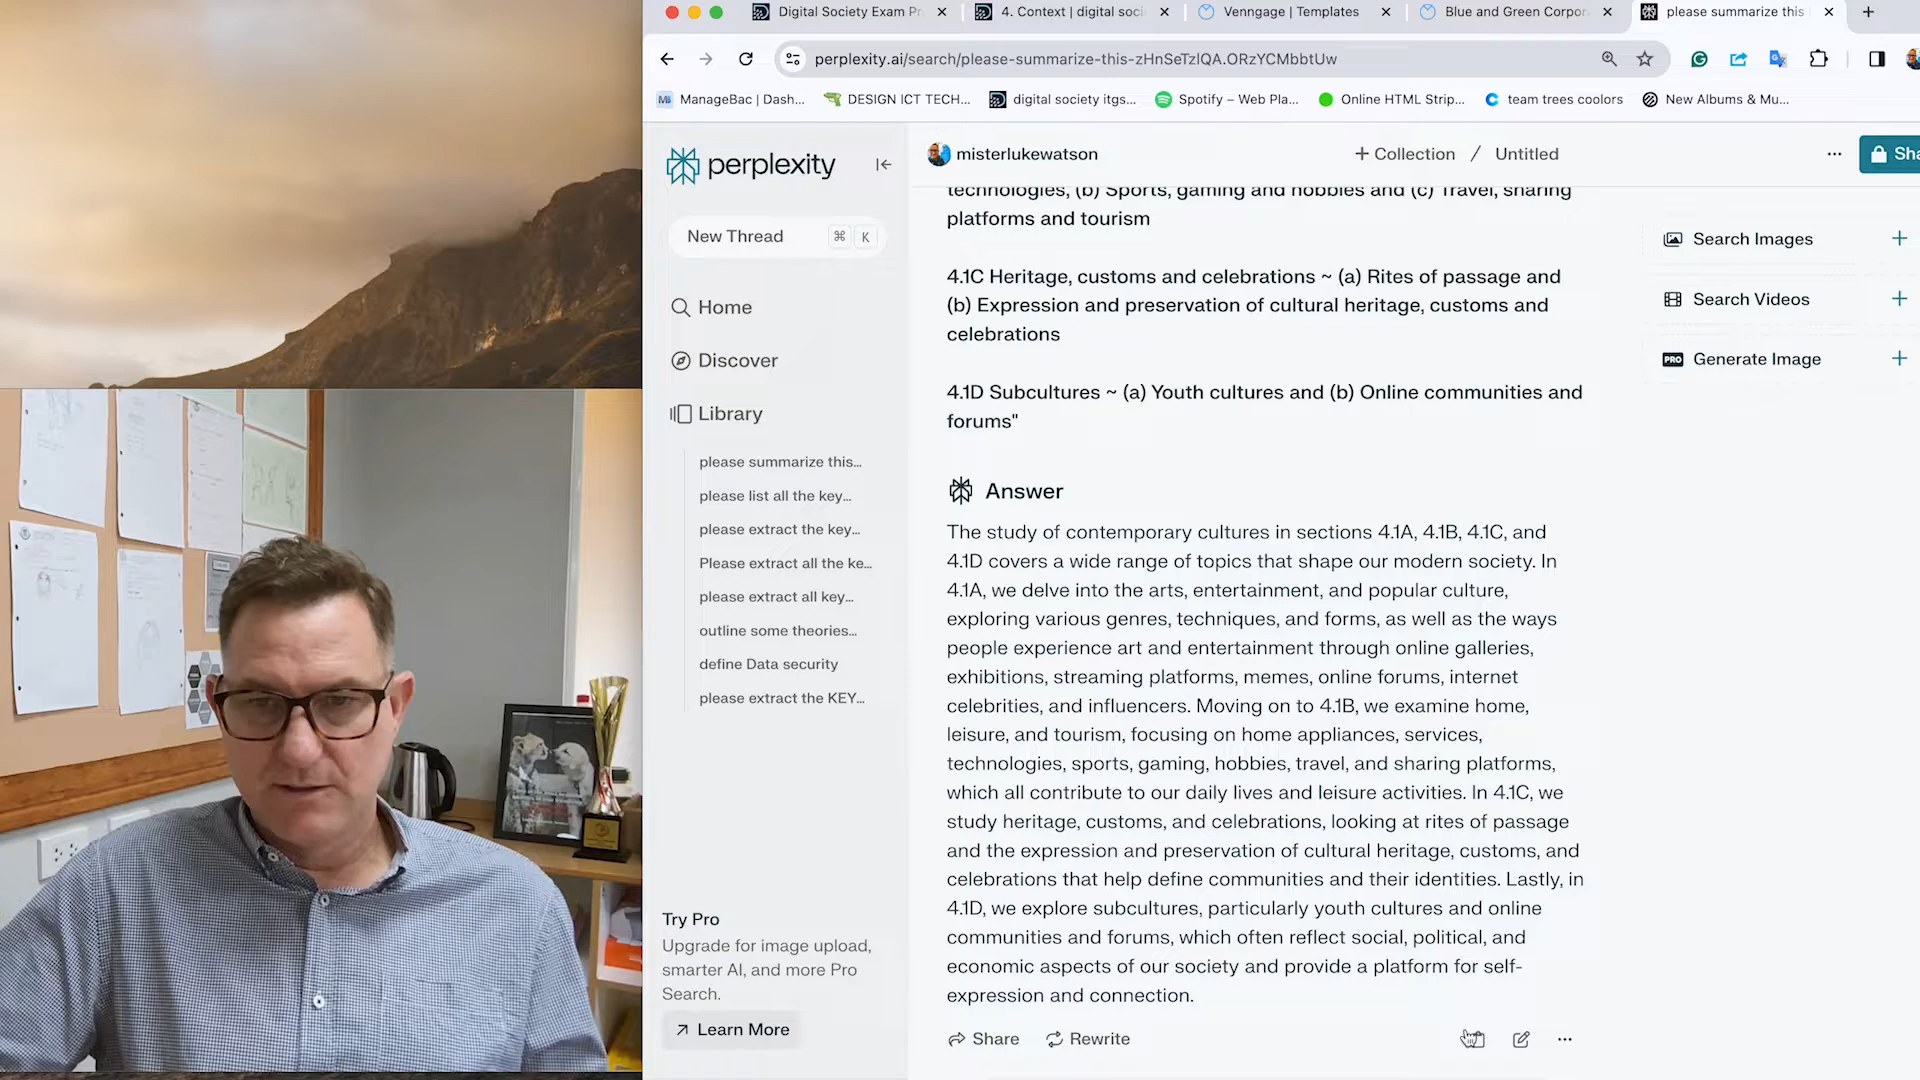 Digital Society Exam Pr
4. Context | digital soci
Venngage | Templates
Blue and Green Corpor
please summarize this
perplexity.ai/search/please-summarize-this-zHnSeTzlQA.ORzYCMbbtUw
ManageBac | Dash...
DESIGN ICT TECH...
digital society itgs...
Spotify – Web Pla...
Online HTML Strip...
team trees coolors
New Albums & Mu...
perplexity
New Thread
⌘ K
Home
Discover
Library
please summarize this...
please list all the key...
please extract the key...
Please extract all the ke...
please extract all key...
outline some theories...
define Data security
please extract the KEY...
Try Pro
Upgrade for image upload,
smarter AI, and more Pro
Search.
Learn More
misterlukewatson
+ Collection / Untitled
Sha
technologies, (b) Sports, gaming and hobbies and (c) Travel, sharing
platforms and tourism
4.1C Heritage, customs and celebrations ~ (a) Rites of passage and
(b) Expression and preservation of cultural heritage, customs and
celebrations
4.1D Subcultures ~ (a) Youth cultures and (b) Online communities and
forums"
Answer
The study of contemporary cultures in sections 4.1A, 4.1B, 4.1C, and
4.1D covers a wide range of topics that shape our modern society. In
4.1A, we delve into the arts, entertainment, and popular culture,
exploring various genres, techniques, and forms, as well as the ways
people experience art and entertainment through online galleries,
exhibitions, streaming platforms, memes, online forums, internet
celebrities, and influencers. Moving on to 4.1B, we examine home,
leisure, and tourism, focusing on home appliances, services,
technologies, sports, gaming, hobbies, travel, and sharing platforms,
which all contribute to our daily lives and leisure activities. In 4.1C, we
study heritage, customs, and celebrations, looking at rites of passage
and the expression and preservation of cultural heritage, customs, and
celebrations that help define communities and their identities. Lastly, in
4.1D, we explore subcultures, particularly youth cultures and online
communities and forums, which often reflect social, political, and
economic aspects of our society and provide a platform for self-
expression and connection.
Share
Rewrite
Search Images
Search Videos
PRO Generate Image